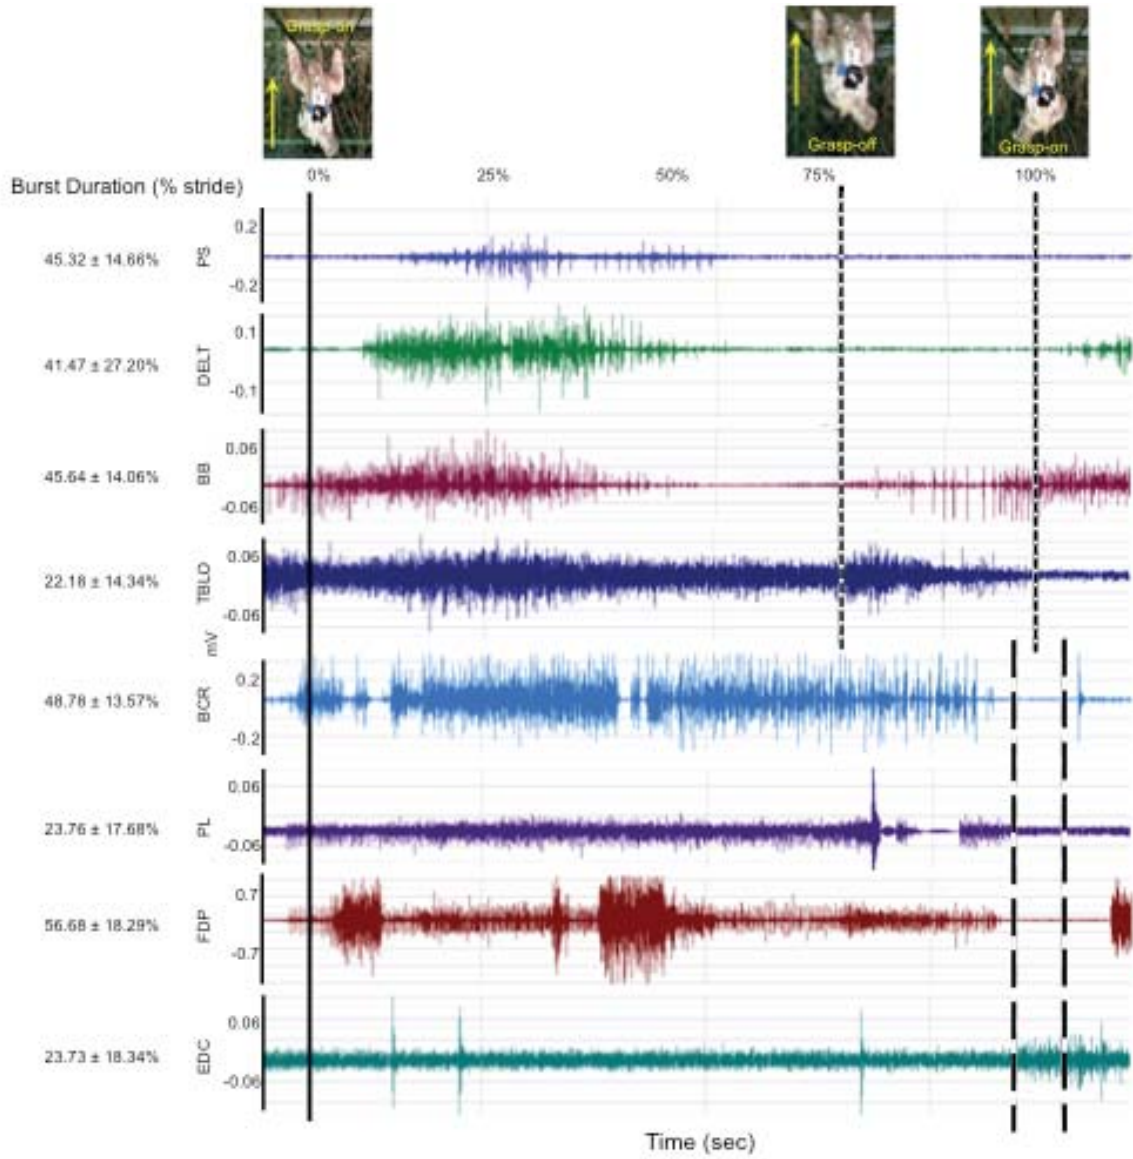 Grasp-on
Grasp-off
Grasp-on
Burst Duration (% stride)
0% 25% 50% 75% 100%
45.32 ± 14.66% PS 0.2 -0.2
41.47 ± 27.20% DELT 0.1 -0.1
45.64 ± 14.06% BB 0.06 -0.06
22.18 ± 14.34% TBLO 0.06 -0.06
mV
48.78 ± 13.57% BCR 0.2 -0.2
23.76 ± 17.68% PL 0.06 -0.06
56.68 ± 18.29% FDP 0.7 -0.7
23.73 ± 18.34% EDC 0.06 -0.06
Time (sec)